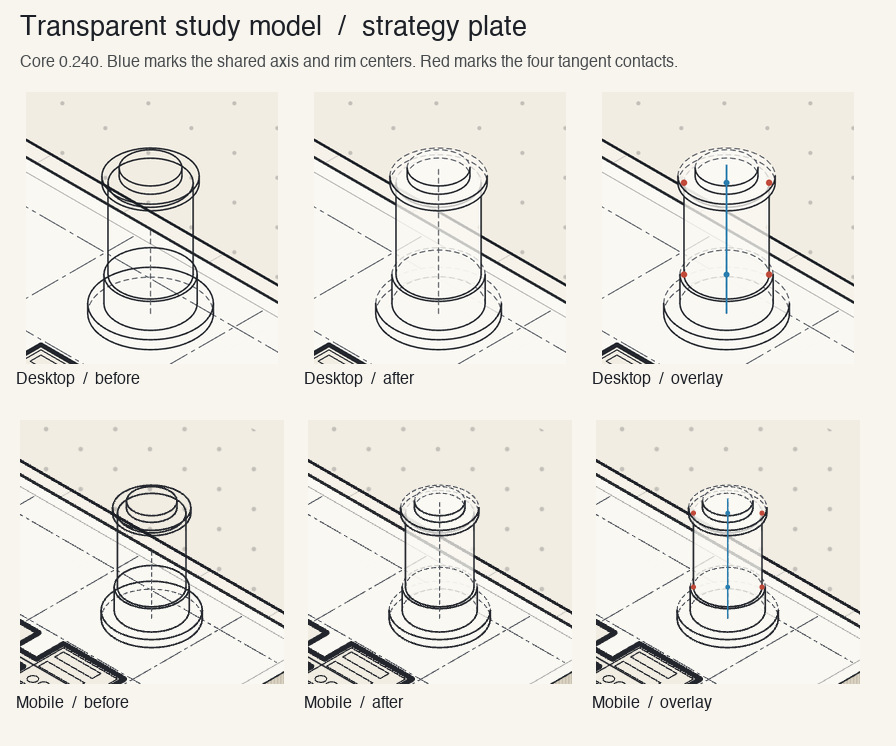 Transparent study model / strategy plate
Core 0.240. Blue marks the shared axis and rim centers. Red marks the four tangent contacts.
Desktop / before
Desktop / after
Desktop / overlay
Mobile / before
Mobile / after
Mobile / overlay